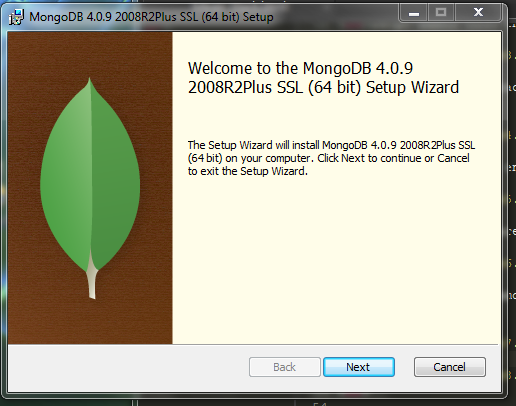 MongoDB 4.0.9 2008R2Plus SSL (64 bit) Setup
Welcome to the MongoDB 4.0.9
2008R2Plus SSL (64 bit) Setup Wizard
The Setup Wizard will install MongoDB 4.0.9 2008R2Plus SSL
(64 bit) on your computer. Click Next to continue or Cancel
to exit the Setup Wizard.
Back
Next
Cancel